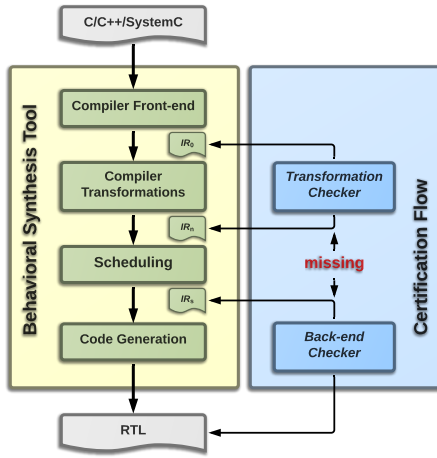 C/C++/SystemC
Behavioral Synthesis Tool
Compiler Front-end
IR0
Compiler
Transformations
IRn
Scheduling
IRs
Code Generation
RTL
Certification Flow
Transformation
Checker
missing
Back-end
Checker